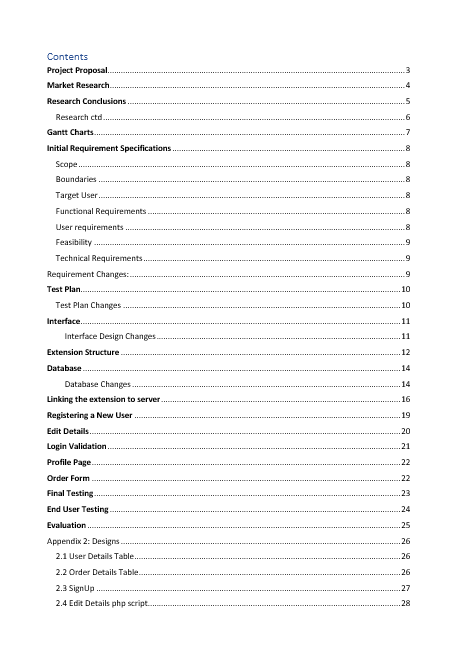 Contents
Project Proposal 3
Market Research 4
Research Conclusions 5
Research ctd 6
Gantt Charts 7
Initial Requirement Specifications 8
Scope 8
Boundaries 8
Target User 8
Functional Requirements 8
User requirements 8
Feasibility 9
Technical Requirements 9
Requirement Changes: 9
Test Plan 10
Test Plan Changes 10
Interface 11
Interface Design Changes 11
Extension Structure 12
Database 14
Database Changes 14
Linking the extension to server 16
Registering a New User 19
Edit Details 20
Login Validation 21
Profile Page 22
Order Form 22
Final Testing 23
End User Testing 24
Evaluation 25
Appendix 2: Designs 26
2.1 User Details Table 26
2.2 Order Details Table 26
2.3 SignUp 27
2.4 Edit Details php script 28